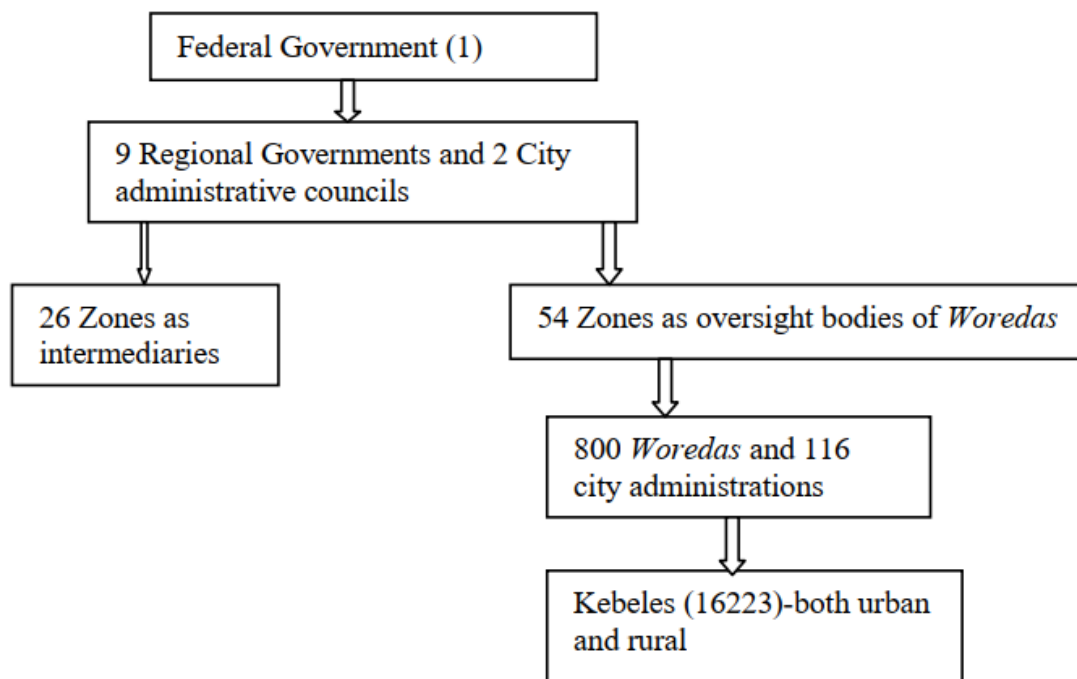 Federal Government (1)
9 Regional Governments and 2 City
administrative councils
26 Zones as
intermediaries
54 Zones as oversight bodies of Woredas
800 Woredas and 116
city administrations
Kebeles (16223)-both urban
and rural